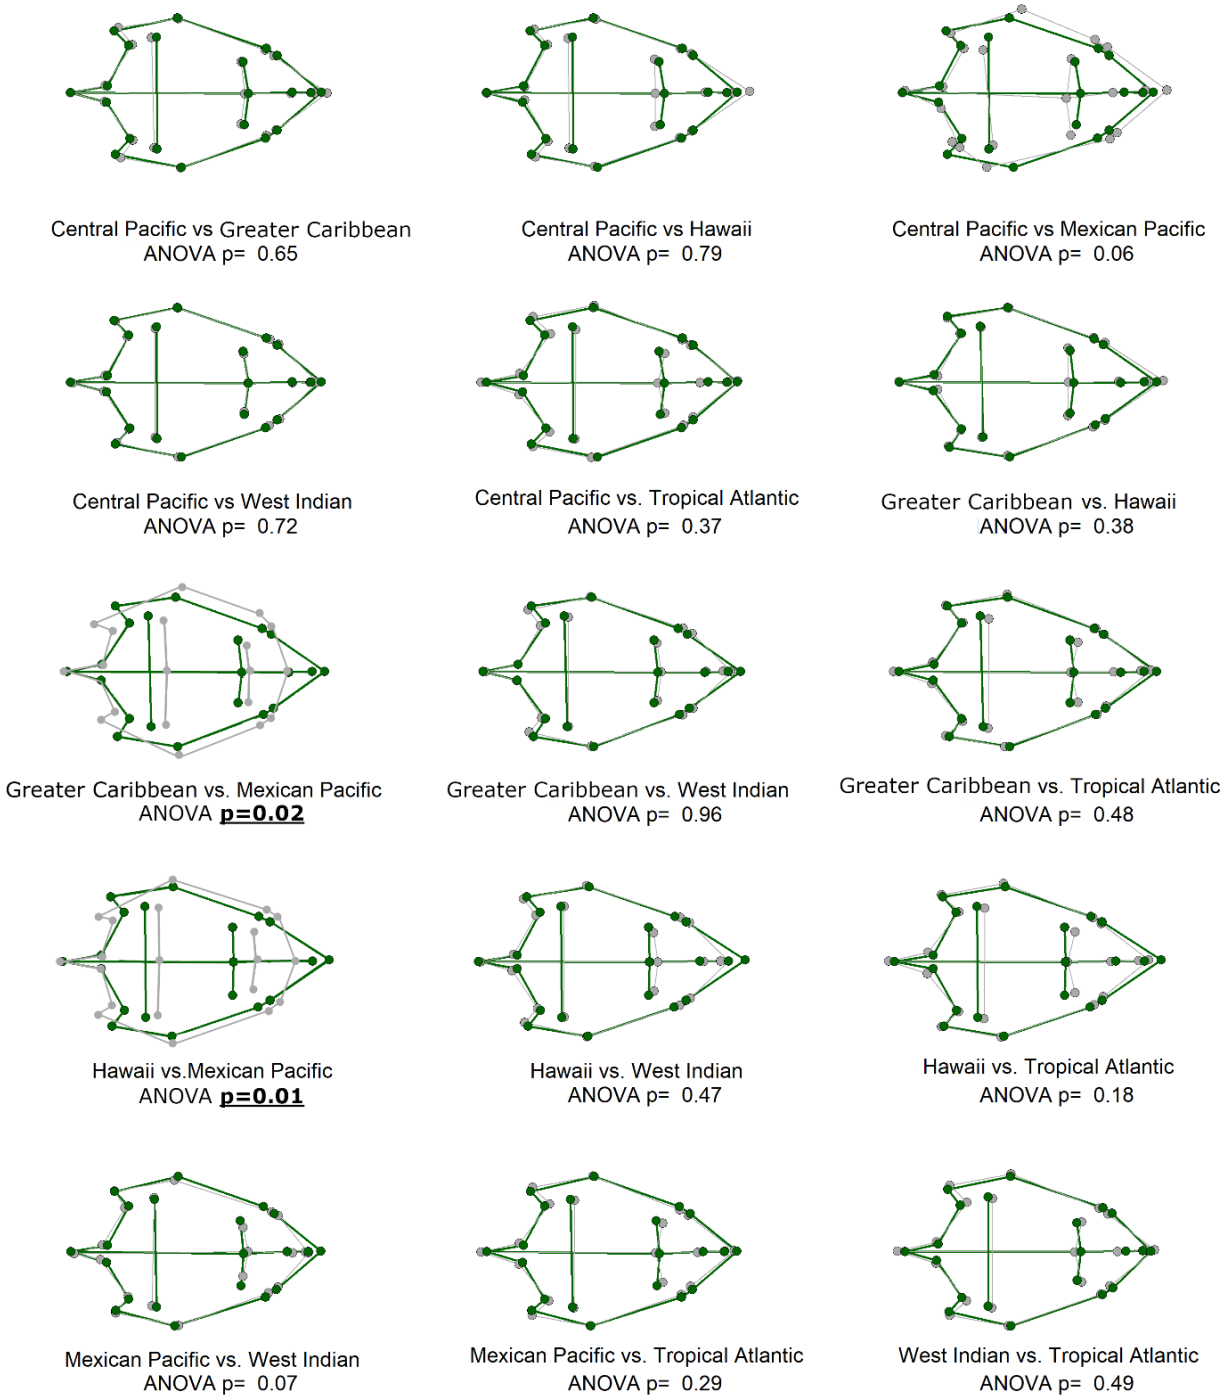 Central Pacific vs Greater Caribbean
ANOVA p= 0.65
Central Pacific vs Hawaii
ANOVA p= 0.79
Central Pacific vs Mexican Pacific
ANOVA p= 0.06
Central Pacific vs West Indian
ANOVA p= 0.72
Central Pacific vs. Tropical Atlantic
ANOVA p= 0.37
Greater Caribbean vs. Hawaii
ANOVA p= 0.38
Greater Caribbean vs. Mexican Pacific
ANOVA p=0.02
Greater Caribbean vs. West Indian
ANOVA p= 0.96
Greater Caribbean vs. Tropical Atlantic
ANOVA p= 0.48
Hawaii vs.Mexican Pacific
ANOVA p=0.01
Hawaii vs. West Indian
ANOVA p= 0.47
Hawaii vs. Tropical Atlantic
ANOVA p= 0.18
Mexican Pacific vs. West Indian
ANOVA p= 0.07
Mexican Pacific vs. Tropical Atlantic
ANOVA p= 0.29
West Indian vs. Tropical Atlantic
ANOVA p= 0.49